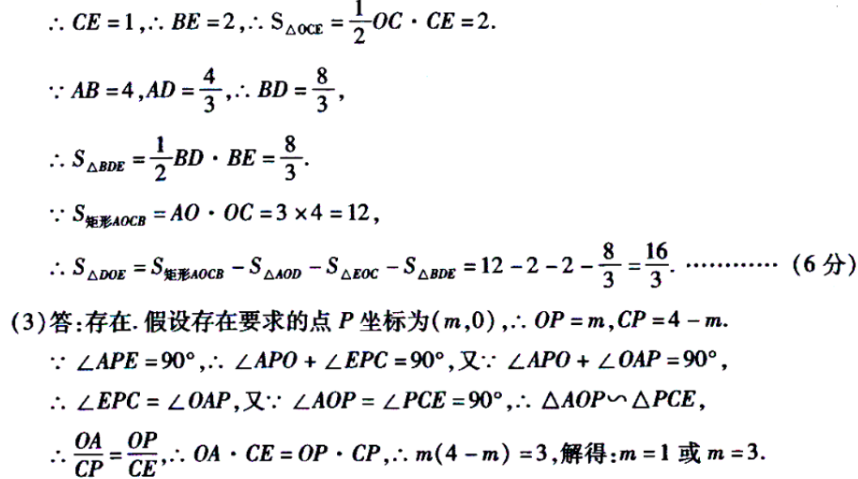 ∴ CE=1,∴ BE=2,∴ S△OCE=1/2 OC·CE=2.
∵ AB=4,AD=4/3,∴ BD=8/3,
∴ S△BDE=1/2 BD·BE=8/3.
∵ S矩形AOCB=AO·OC=3×4=12,
∴ S△DOE=S矩形AOCB-S△AOD-S△EOC-S△BDE=12-2-2-8/3=16/3. ………… (6分)
(3)答:存在.假设存在要求的点P坐标为(m,0),∴ OP=m,CP=4-m.
∵ ∠APE=90°,∴ ∠APO+∠EPC=90°,又∵ ∠APO+∠OAP=90°,
∴ ∠EPC=∠OAP,又∵ ∠AOP=∠PCE=90°,∴ △AOP∽△PCE,
∴ OA/CP=OP/CE,∴ OA·CE=OP·CP,∴ m(4-m)=3,解得:m=1或m=3.